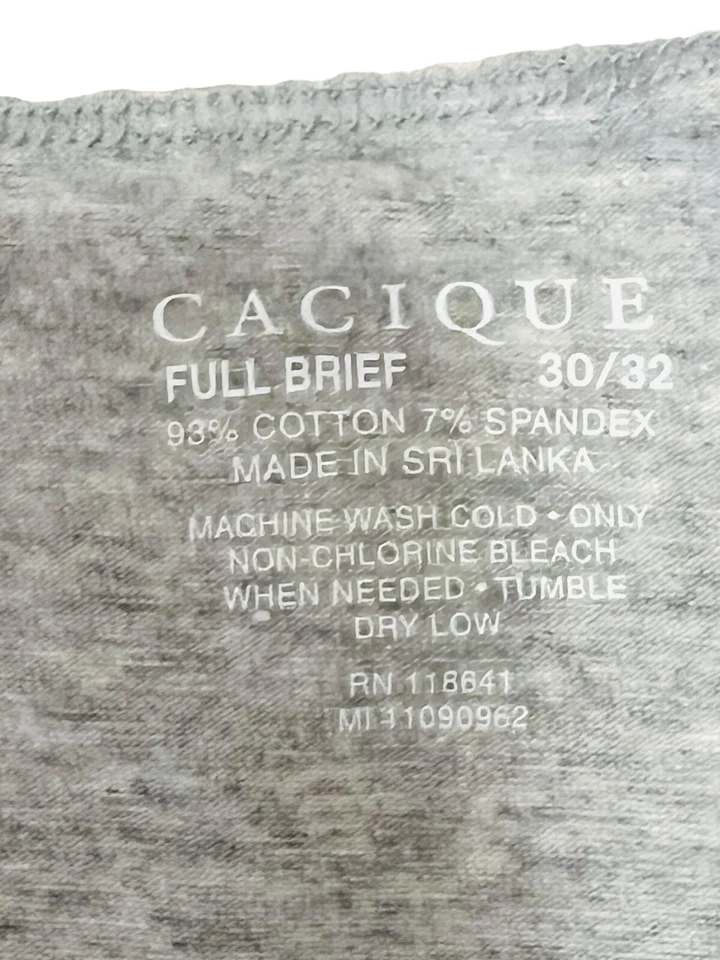 CACIQUE
FULL BRIEF 30/32
93% COTTON 7% SPANDEX
MADE IN SRI LANKA
MACHINE WASH COLD • ONLY
NON-CHLORINE BLEACH
WHEN NEEDED • TUMBLE
DRY LOW
RN 118641
MI 11090962